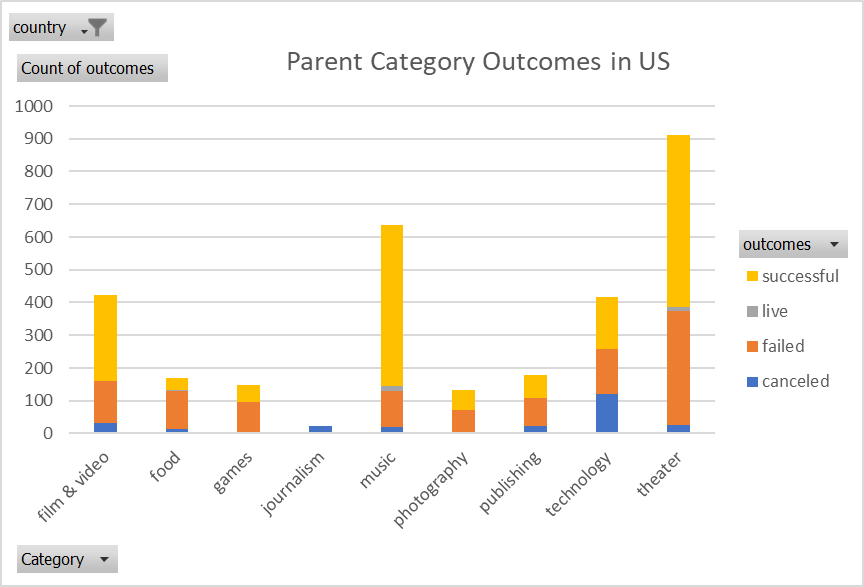 country
Count of outcomes
Parent Category Outcomes in US
1000
900
800
700
600
500
400
300
200
100
0
film & video
food
games
journalism
music
photography
publishing
technology
theater
outcomes
successful
live
failed
canceled
Category